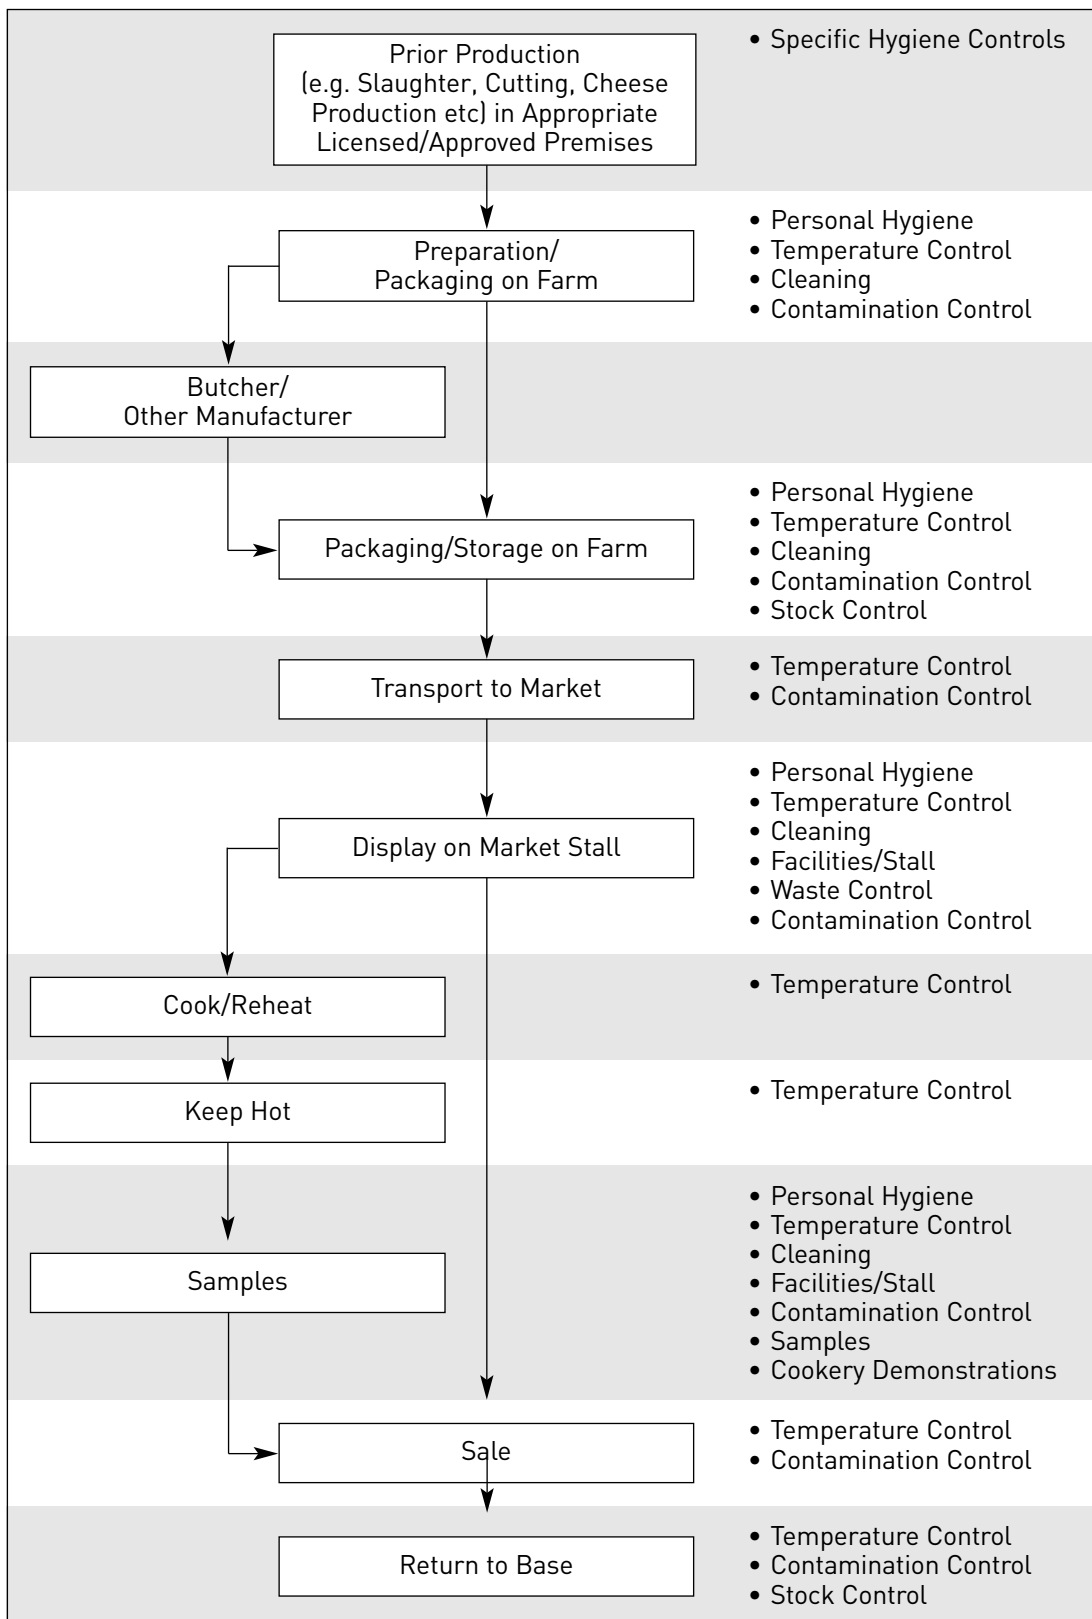 Prior Production
(e.g. Slaughter, Cutting, Cheese
Production etc) in Appropriate
Licensed/Approved Premises
• Specific Hygiene Controls
Preparation/
Packaging on Farm
• Personal Hygiene
• Temperature Control
• Cleaning
• Contamination Control
Butcher/
Other Manufacturer
Packaging/Storage on Farm
• Personal Hygiene
• Temperature Control
• Cleaning
• Contamination Control
• Stock Control
Transport to Market
• Temperature Control
• Contamination Control
Display on Market Stall
• Personal Hygiene
• Temperature Control
• Cleaning
• Facilities/Stall
• Waste Control
• Contamination Control
Cook/Reheat
• Temperature Control
Keep Hot
• Temperature Control
Samples
• Personal Hygiene
• Temperature Control
• Cleaning
• Facilities/Stall
• Contamination Control
• Samples
• Cookery Demonstrations
Sale
• Temperature Control
• Contamination Control
Return to Base
• Temperature Control
• Contamination Control
• Stock Control